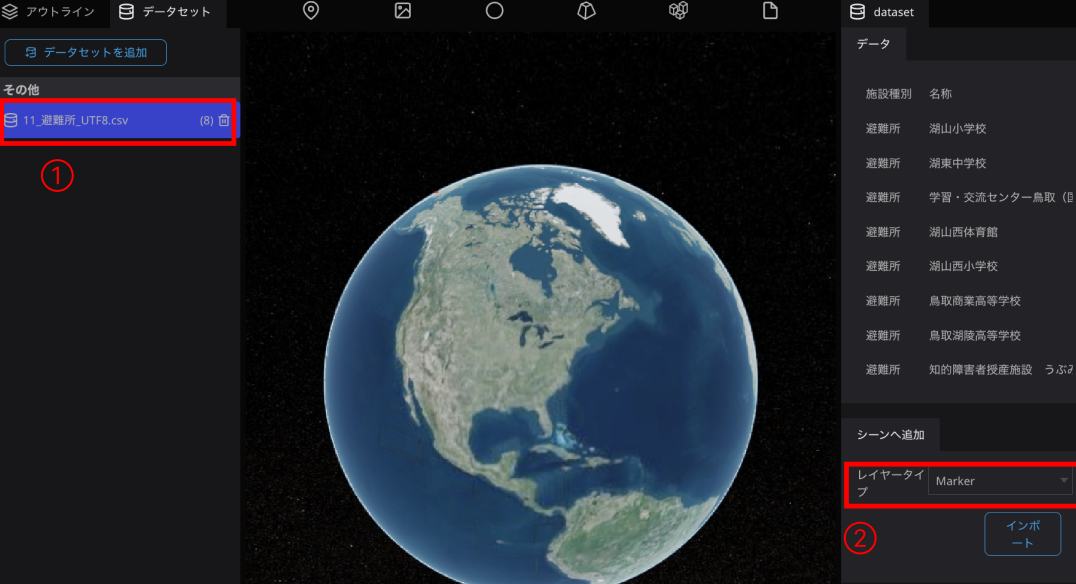 アウトライン
データセット
データセットを追加
その他
11_避難所_UTF8.csv (8)
①
dataset
データ
施設種別 名称
避難所 湖山小学校
避難所 湖東中学校
避難所 学習・交流センター鳥取（
避難所 湖山西体育館
避難所 湖山西小学校
避難所 鳥取商業高等学校
避難所 鳥取湖陵高等学校
避難所 知的障害者授産施設　うぶみ
シーンへ追加
レイヤータイ
プ
Marker
②
インポ
ート